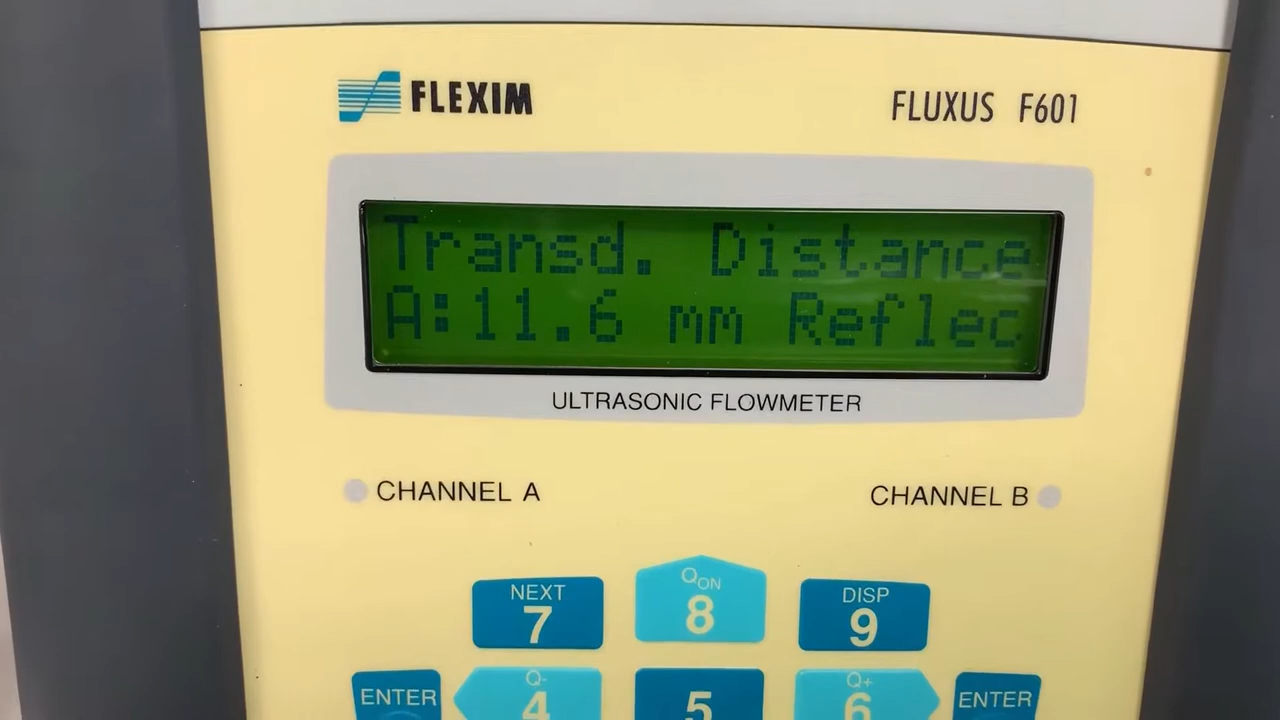 FLEXIM
FLUXUS F601
Transd. Distance
A:11.6 mm Reflec
ULTRASONIC FLOWMETER
CHANNEL A
CHANNEL B
NEXT
7
QON
8
DISP
9
ENTER
Q-
4
5
Q+
6
ENTER